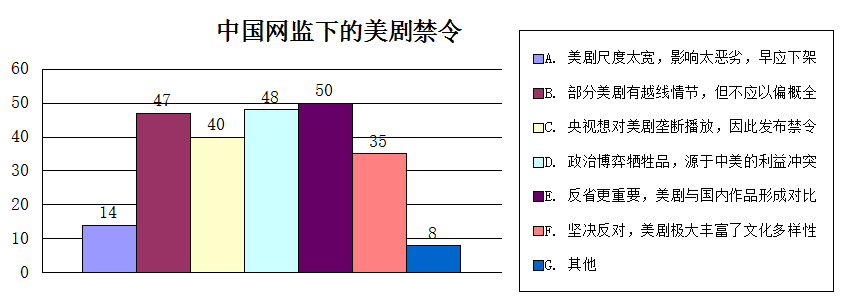 中国网监下的美剧禁令
60
50
40
30
20
10
0
14
47
40
48
50
35
8
A. 美剧尺度太宽，影响太恶劣，早应下架
B. 部分美剧有越线情节，但不应以偏概全
C. 央视想对美剧垄断播放，因此发布禁令
D. 政治博弈牺牲品，源于中美的利益冲突
E. 反省更重要，美剧与国内作品形成对比
F. 坚决反对，美剧极大丰富了文化多样性
G. 其他